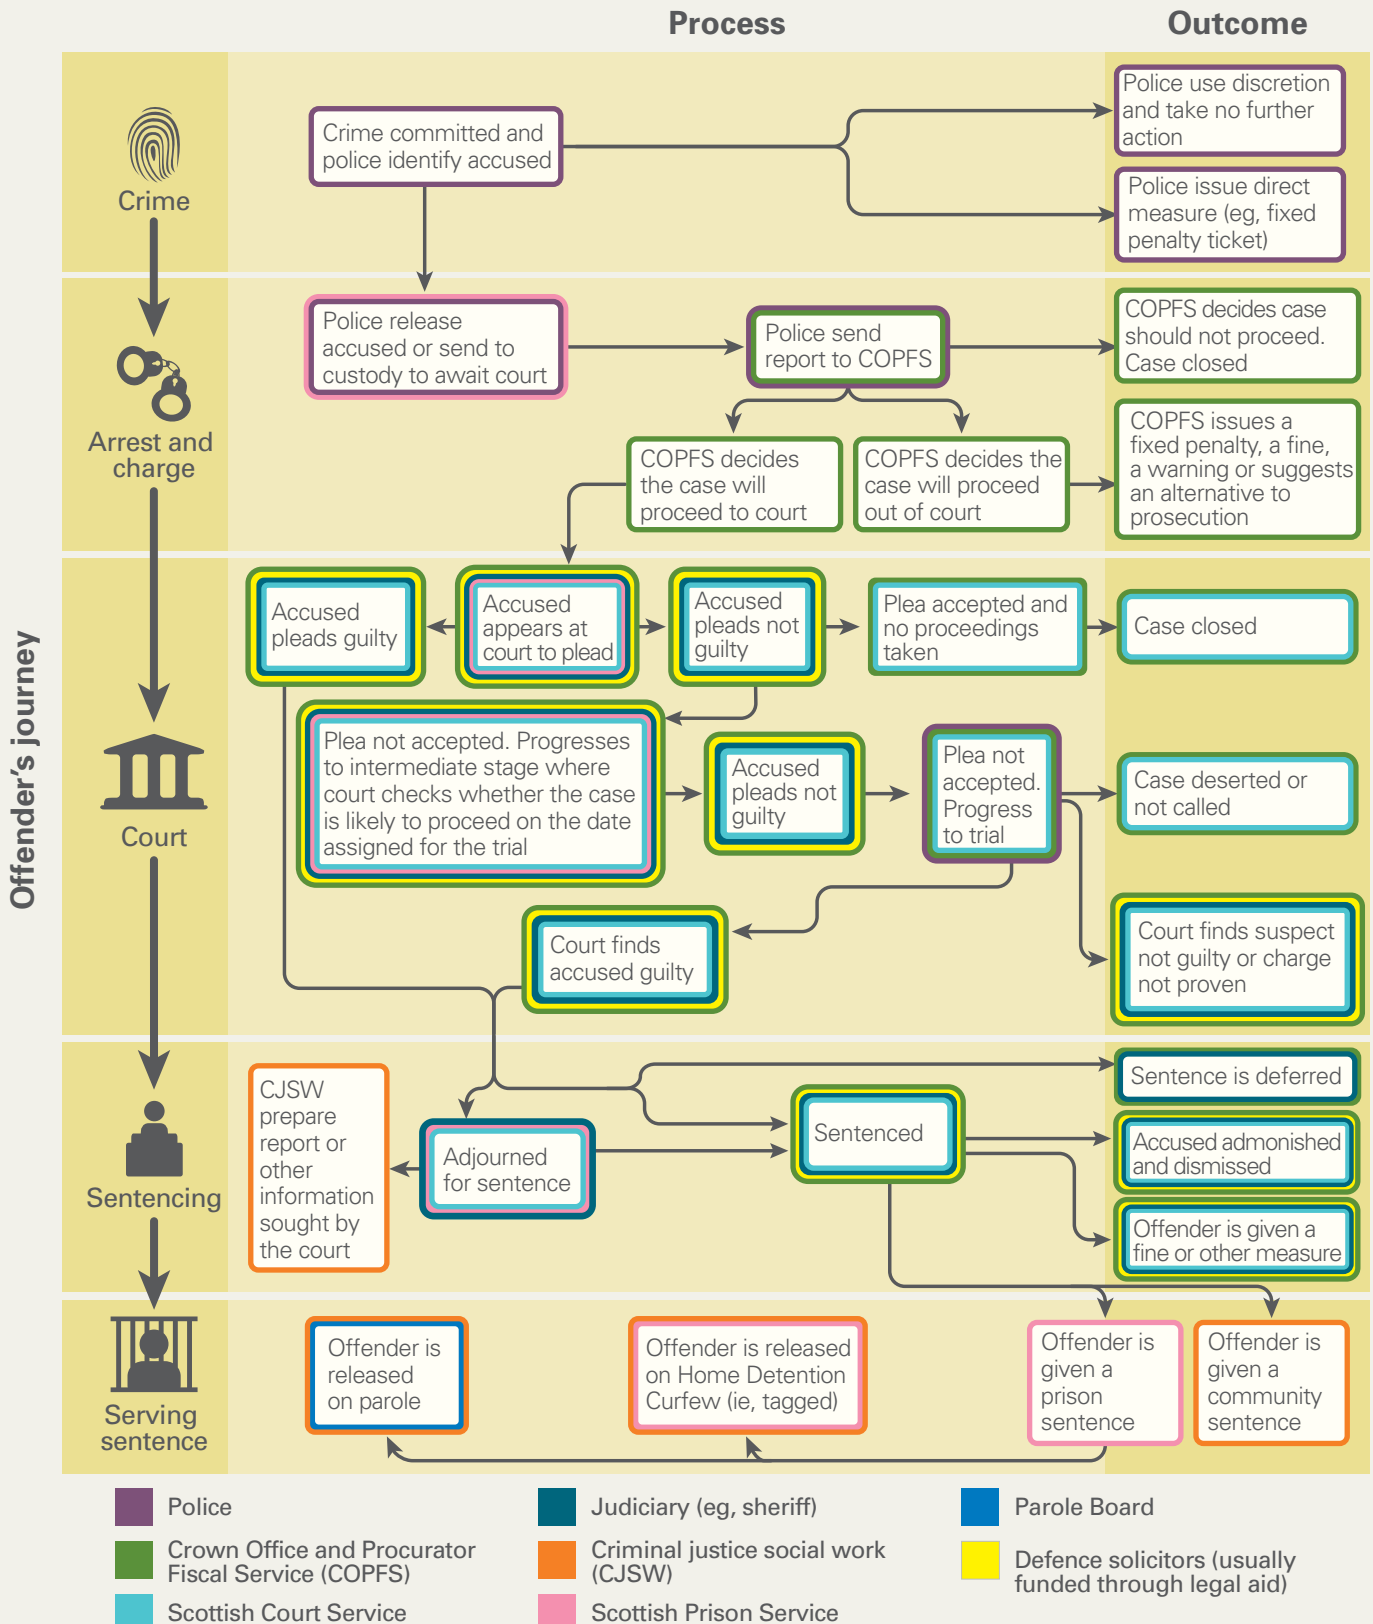 Process
Outcome
Offender's journey
Crime
Crime committed and
police identify accused
Police use discretion
and take no further
action
Police issue direct
measure (eg, fixed
penalty ticket)
Arrest and
charge
Police release
accused or send to
custody to await court
Police send
report to COPFS
COPFS decides case
should not proceed.
Case closed
COPFS decides
the case will
proceed to court
COPFS decides the
case will proceed
out of court
COPFS issues a
fixed penalty, a fine,
a warning or suggests
an alternative to
prosecution
Court
Accused
pleads guilty
Accused
appears at
court to plead
Accused
pleads not
guilty
Plea accepted and
no proceedings
taken
Case closed
Plea not accepted. Progresses
to intermediate stage where
court checks whether the case
is likely to proceed on the date
assigned for the trial
Accused
pleads not
guilty
Plea not
accepted.
Progress
to trial
Case deserted or
not called
Court finds
accused guilty
Court finds suspect
not guilty or charge
not proven
Sentencing
CJSW
prepare
report or
other
information
sought by
the court
Adjourned
for sentence
Sentenced
Sentence is deferred
Accused admonished
and dismissed
Offender is given a
fine or other measure
Serving
sentence
Offender is
released
on parole
Offender is released
on Home Detention
Curfew (ie, tagged)
Offender is
given a
prison
sentence
Offender is
given a
community
sentence
Police
Judiciary (eg, sheriff)
Parole Board
Crown Office and Procurator
Fiscal Service (COPFS)
Criminal justice social work
(CJSW)
Defence solicitors (usually
funded through legal aid)
Scottish Court Service
Scottish Prison Service